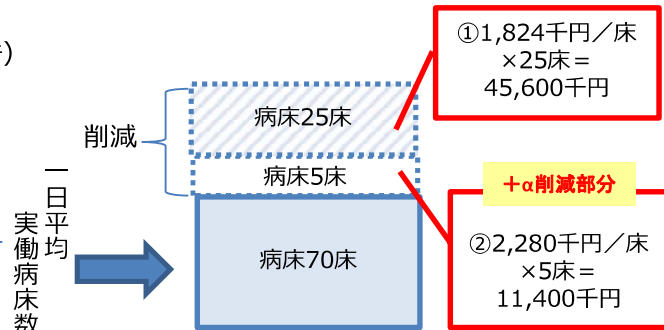 ①1,824千円／床
×25床＝
45,600千円
病床25床
削減
病床5床
一日平均
実働病床数
病床70床
＋α削減部分
②2,280千円／床
×5床＝
11,400千円